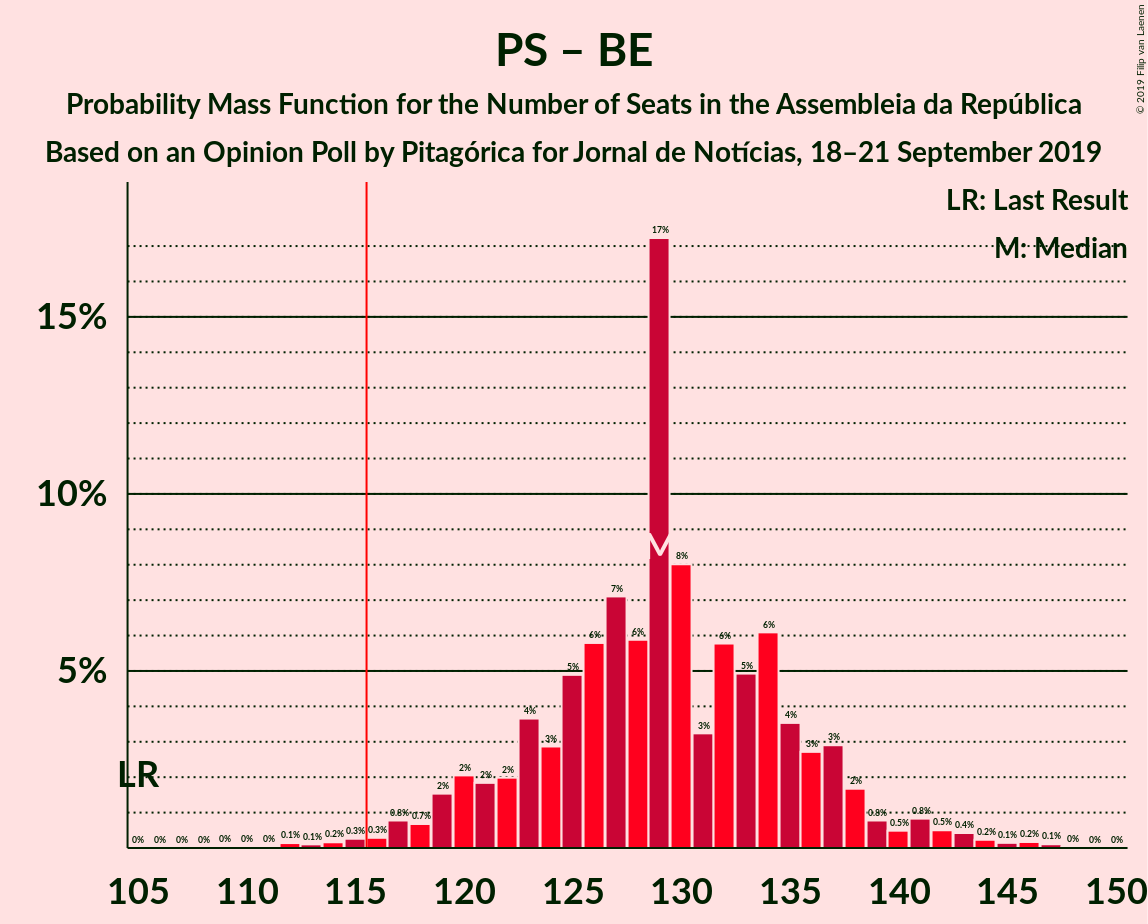 PS – BE
Probability Mass Function for the Number of Seats in the Assembleia da República
Based on an Opinion Poll by Pitagórica for Jornal de Notícias, 18–21 September 2019
© 2019 Filip van Laenen
LR: Last Result
M: Median
15%
10%
5%
LR
0% 0% 0% 0% 0% 0% 0% 0.1% 0.1% 0.2% 0.3% 0.3% 0.8% 0.7% 2% 2% 2% 2% 4% 3% 5% 6% 7% 6% 17% 8% 3% 6% 5% 6% 4% 3% 3% 2% 0.8% 0.5% 0.8% 0.5% 0.4% 0.2% 0.1% 0.2% 0.1% 0% 0% 0%
M
105 110 115 120 125 130 135 140 145 150